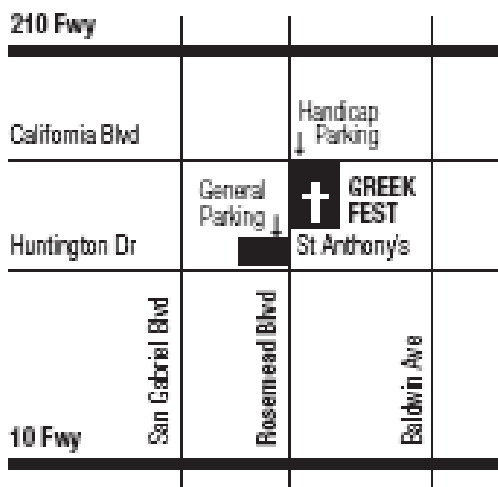 210 Fwy
Handicap
Parking
California Blvd
General
Parking
GREEK
FEST
Huntington Dr
St Anthony's
San Gabriel Blvd
Rosemead Blvd
Baldwin Ave
10 Fwy